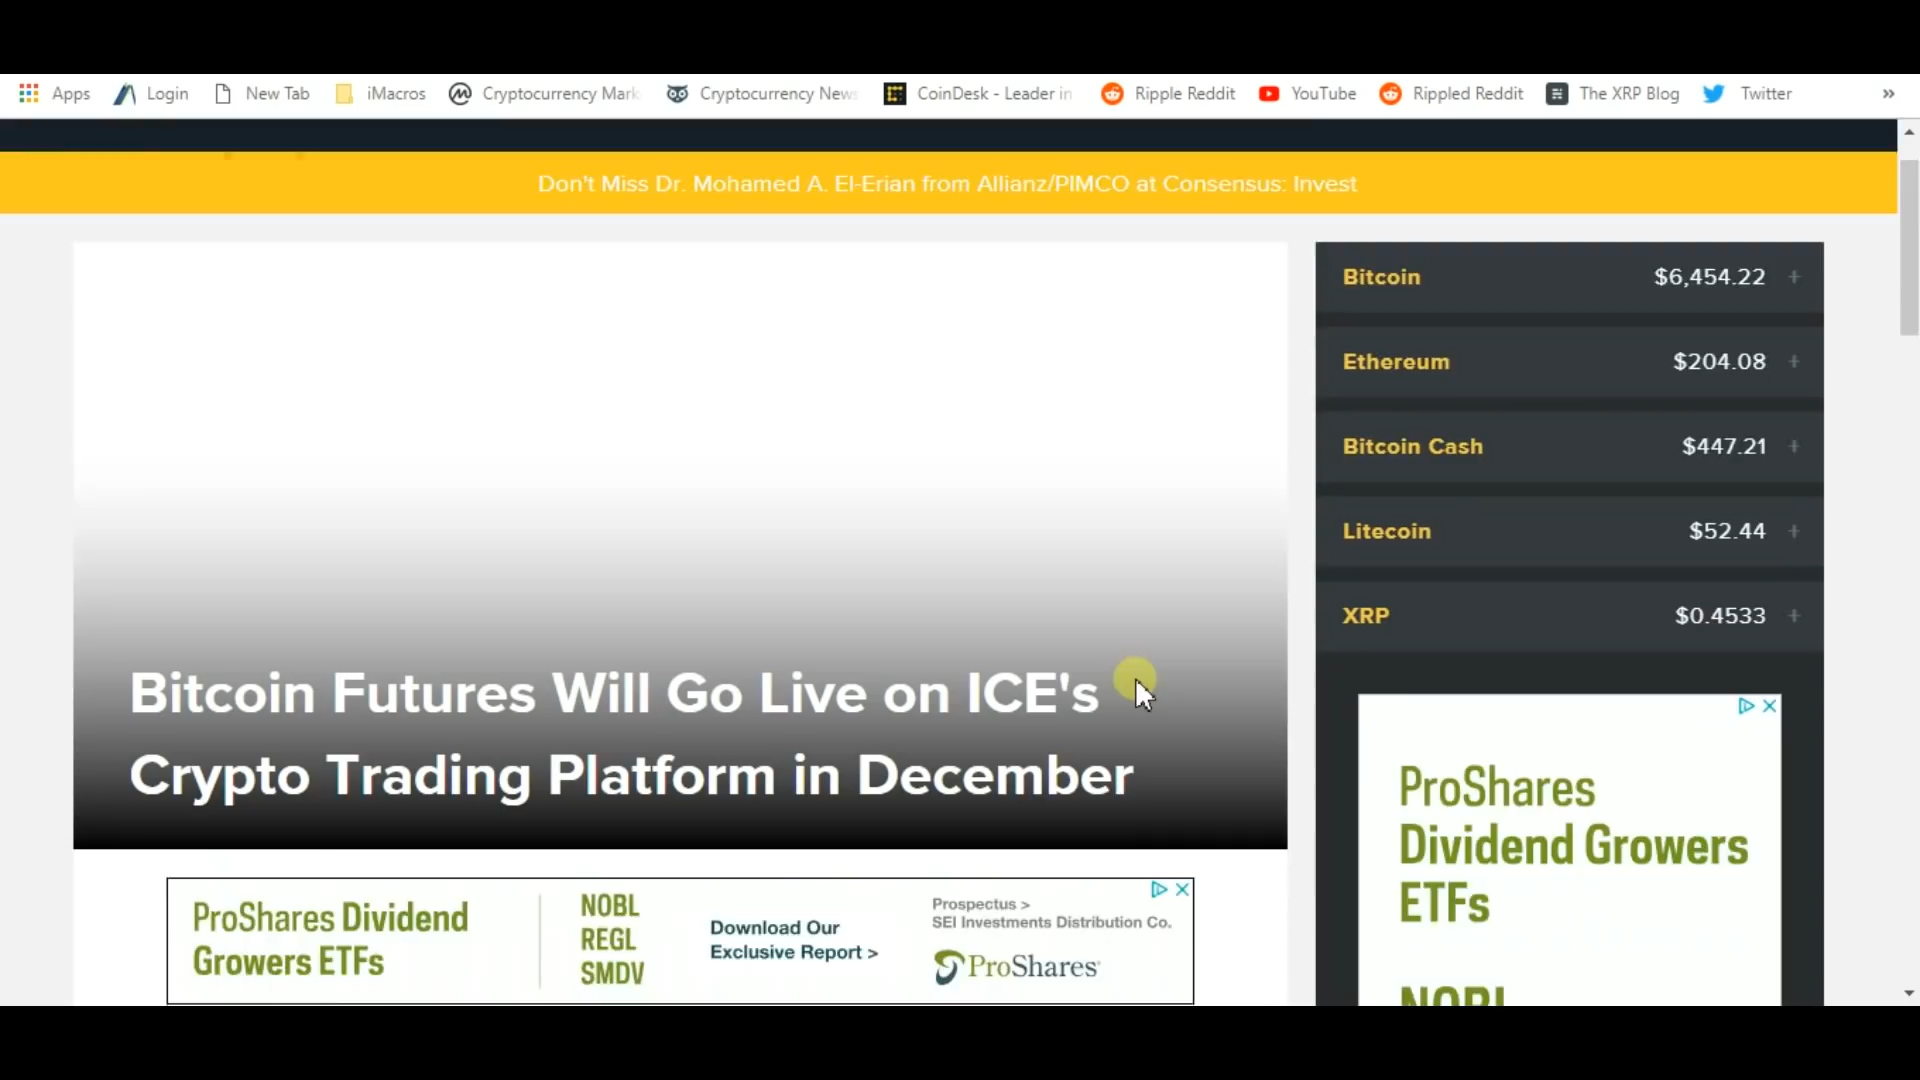 Apps Login New Tab iMacros Cryptocurrency Mark Cryptocurrency News CoinDesk - Leader in Ripple Reddit YouTube Rippled Reddit The XRP Blog Twitter »
Don't Miss Dr. Mohamed A. El-Erian from Allianz/PIMCO at Consensus: Invest
Bitcoin Futures Will Go Live on ICE's
Crypto Trading Platform in December
ProShares Dividend
Growers ETFs
NOBL
REGL
SMDV
Download Our
Exclusive Report >
Prospectus >
SEI Investments Distribution Co.
ProShares
Bitcoin $6,454.22 +
Ethereum $204.08 +
Bitcoin Cash $447.21 +
Litecoin $52.44 +
XRP $0.4533 +
ProShares
Dividend Growers
ETFs
NOBL